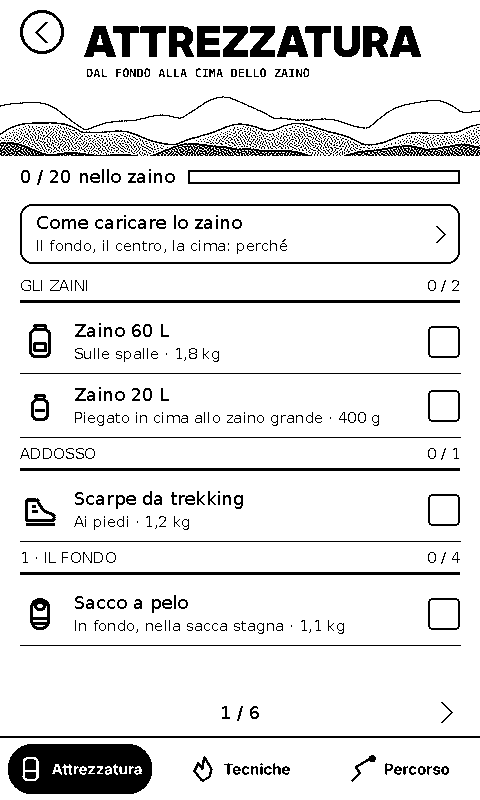 ATTREZZATURA
DAL FONDO ALLA CIMA DELLO ZAINO
0 / 20 nello zaino
Come caricare lo zaino
Il fondo, il centro, la cima: perché
GLI ZAINI 0 / 2
Zaino 60 L
Sulle spalle · 1,8 kg
Zaino 20 L
Piegato in cima allo zaino grande · 400 g
ADDOSSO 0 / 1
Scarpe da trekking
Ai piedi · 1,2 kg
1 · IL FONDO 0 / 4
Sacco a pelo
In fondo, nella sacca stagna · 1,1 kg
1 / 6
Attrezzatura Tecniche Percorso